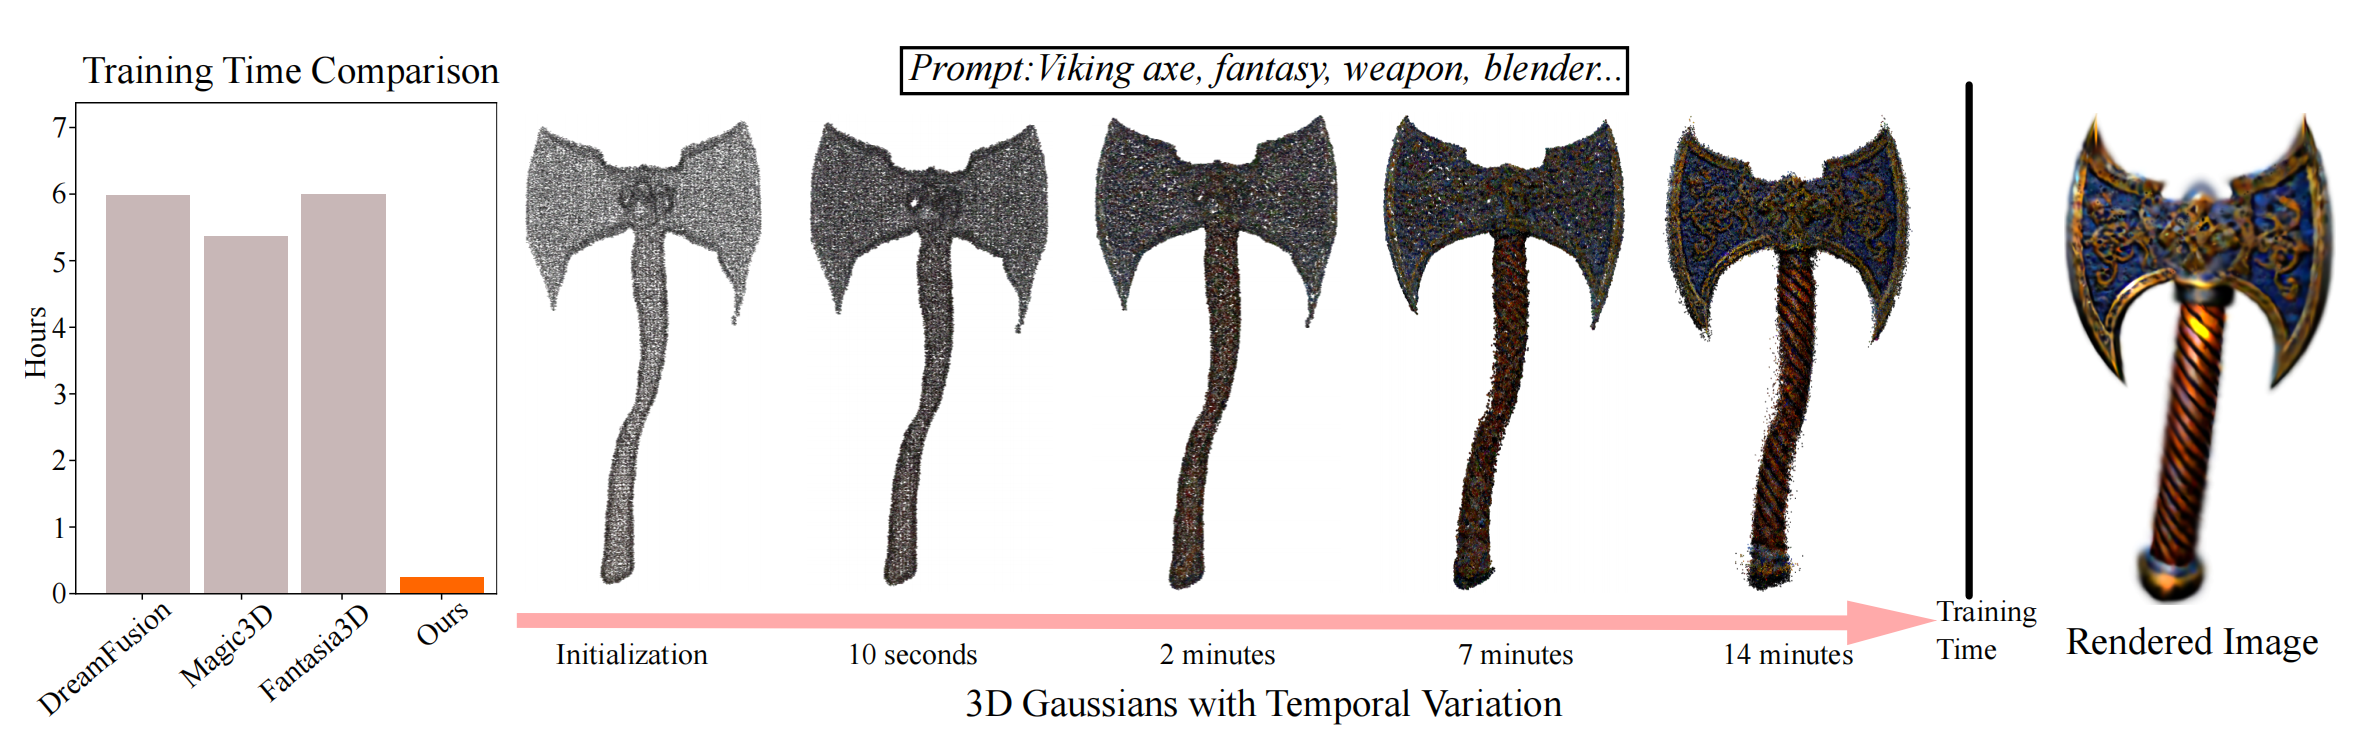 Training Time Comparison
Hours
7
6
5
4
3
2
1
0
DreamFusion
Magic3D
Fantasia3D
Ours
Prompt:Viking axe, fantasy, weapon, blender...
Initialization
10 seconds
2 minutes
7 minutes
14 minutes
Training
Time
3D Gaussians with Temporal Variation
Rendered Image